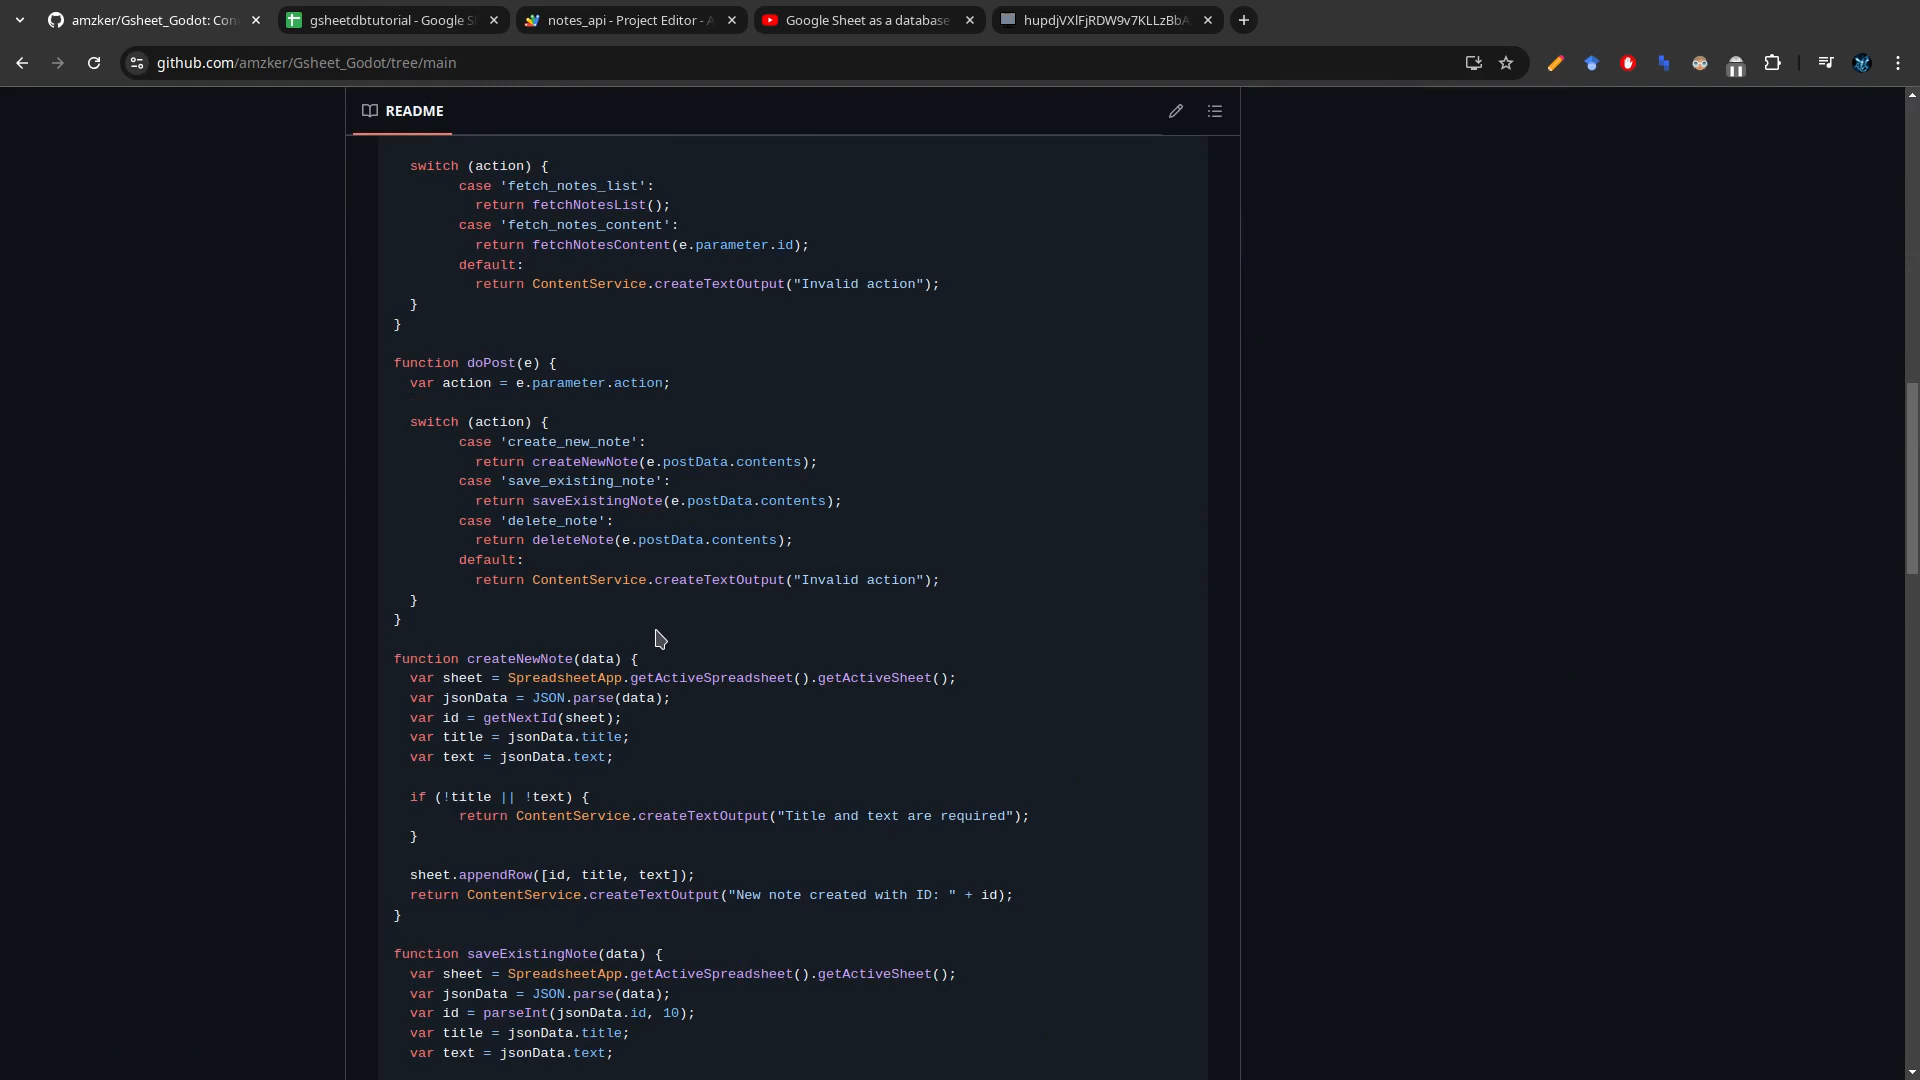 amzker/Gsheet_Godot: Con
gsheetdbtutorial - Google S
notes_api - Project Editor - A
Google Sheet as a database
hupdjVXlFjRDW9v7KLLzBbA
github.com/amzker/Gsheet_Godot/tree/main
README
switch (action) {
case 'fetch_notes_list':
return fetchNotesList();
case 'fetch_notes_content':
return fetchNotesContent(e.parameter.id);
default:
return ContentService.createTextOutput("Invalid action");
}
}
function doPost(e) {
var action = e.parameter.action;
switch (action) {
case 'create_new_note':
return createNewNote(e.postData.contents);
case 'save_existing_note':
return saveExistingNote(e.postData.contents);
case 'delete_note':
return deleteNote(e.postData.contents);
default:
return ContentService.createTextOutput("Invalid action");
}
}
function createNewNote(data) {
var sheet = SpreadsheetApp.getActiveSpreadsheet().getActiveSheet();
var jsonData = JSON.parse(data);
var id = getNextId(sheet);
var title = jsonData.title;
var text = jsonData.text;
if (!title || !text) {
return ContentService.createTextOutput("Title and text are required");
}
sheet.appendRow([id, title, text]);
return ContentService.createTextOutput("New note created with ID: " + id);
}
function saveExistingNote(data) {
var sheet = SpreadsheetApp.getActiveSpreadsheet().getActiveSheet();
var jsonData = JSON.parse(data);
var id = parseInt(jsonData.id, 10);
var title = jsonData.title;
var text = jsonData.text;